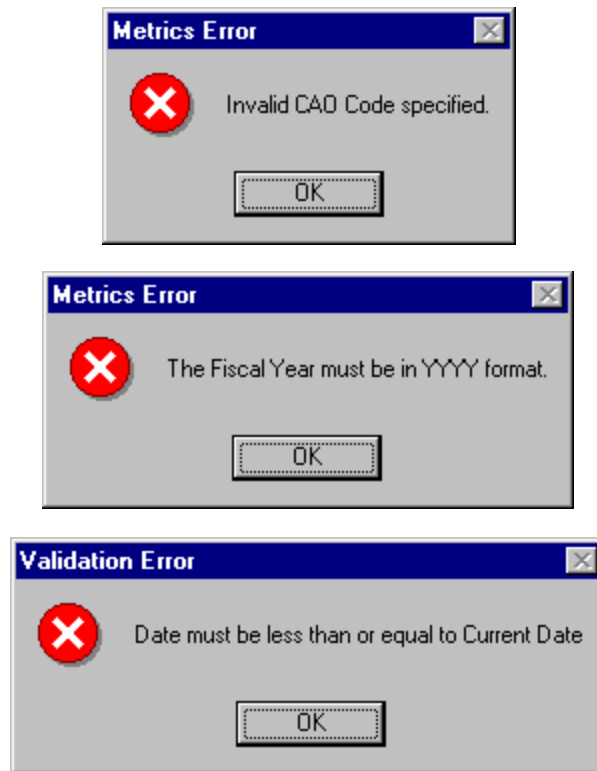 Metrics Error
Invalid CAO Code specified.
OK
Metrics Error
The Fiscal Year must be in YYYY format.
OK
Validation Error
Date must be less than or equal to Current Date
OK